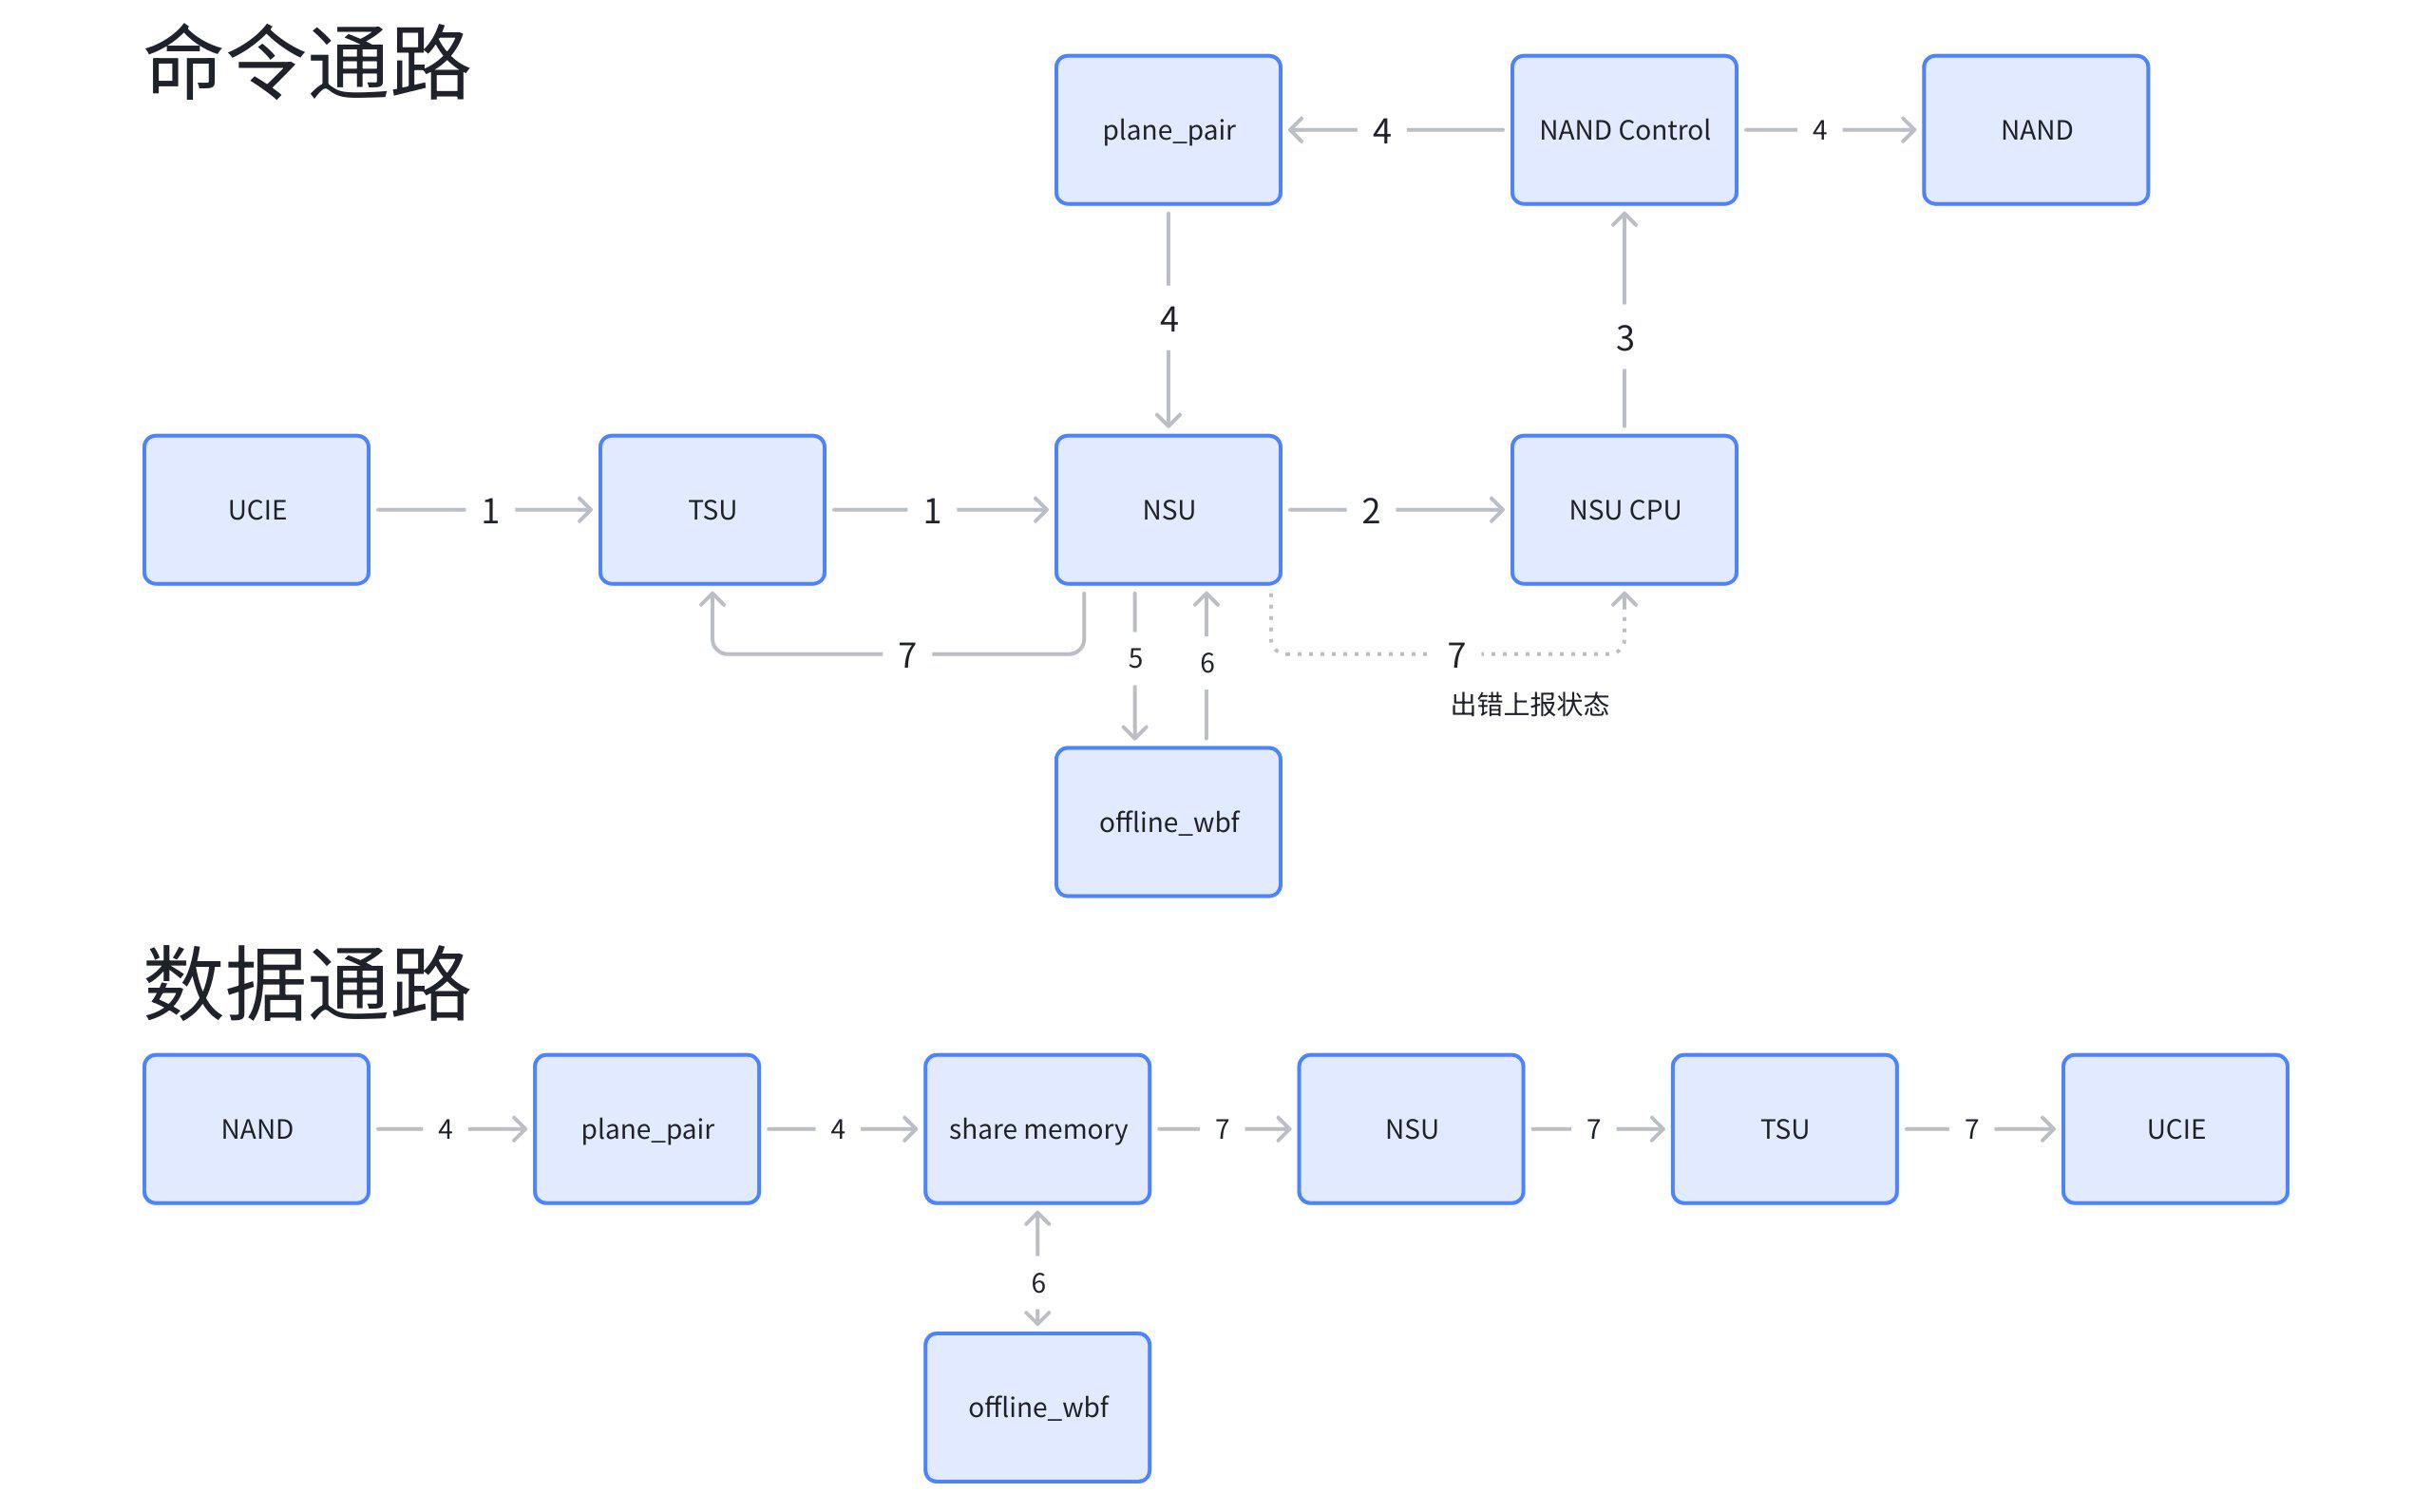 命令通路
plane_pair
4
NAND Control
4
NAND
4
3
UCIE
1
TSU
1
NSU
2
NSU CPU
7
5
6
7
出错上报状态
offline_wbf
数据通路
NAND
4
plane_pair
4
share memory
7
NSU
7
TSU
7
UCIE
6
offline_wbf